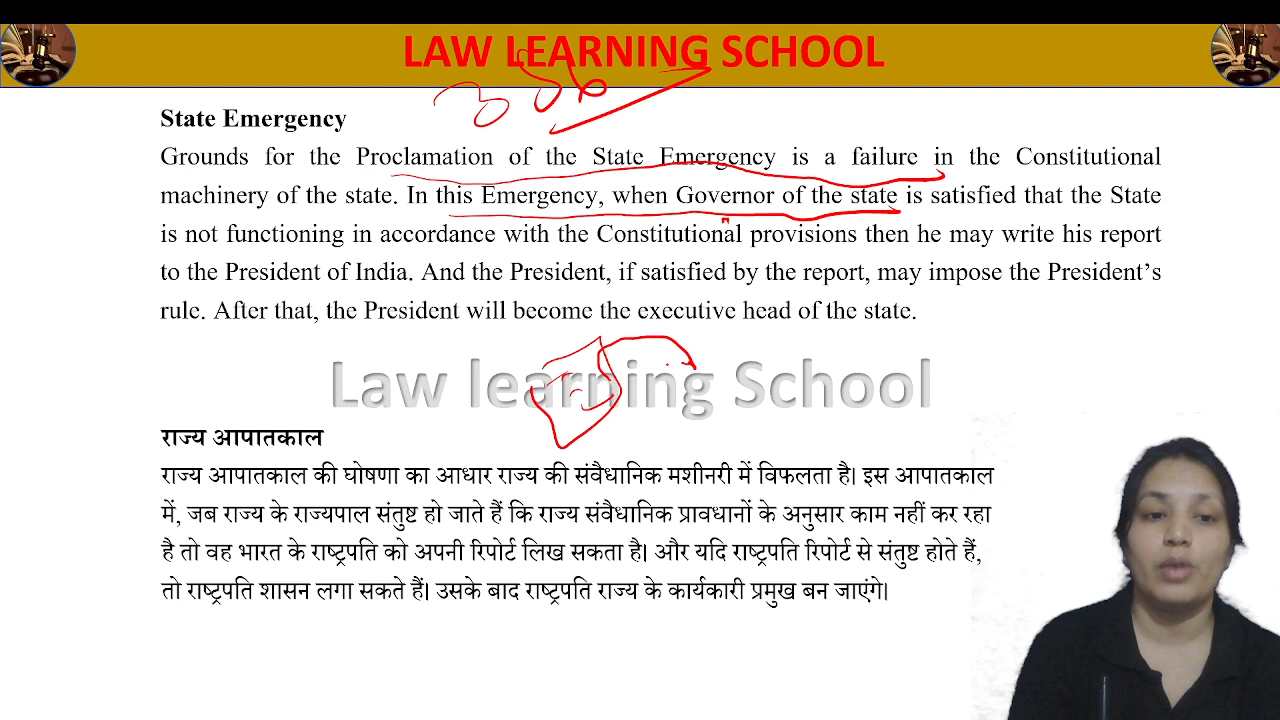 LAW LEARNING SCHOOL
356
State Emergency
Grounds for the Proclamation of the State Emergency is a failure in the Constitutional
machinery of the state. In this Emergency, when Governor of the state is satisfied that the State
is not functioning in accordance with the Constitutional provisions then he may write his report
to the President of India. And the President, if satisfied by the report, may impose the President's
rule. After that, the President will become the executive head of the state.
Law learning School
राज्य आपातकाल
राज्य आपातकाल की घोषणा का आधार राज्य की संवैधानिक मशीनरी में विफलता है। इस आपातकाल
में, जब राज्य के राज्यपाल संतुष्ट हो जाते हैं कि राज्य संवैधानिक प्रावधानों के अनुसार काम नहीं कर रहा
है तो वह भारत के राष्ट्रपति को अपनी रिपोर्ट लिख सकता है। और यदि राष्ट्रपति रिपोर्ट से संतुष्ट होते हैं,
तो राष्ट्रपति शासन लगा सकते हैं। उसके बाद राष्ट्रपति राज्य के कार्यकारी प्रमुख बन जाएंगे।